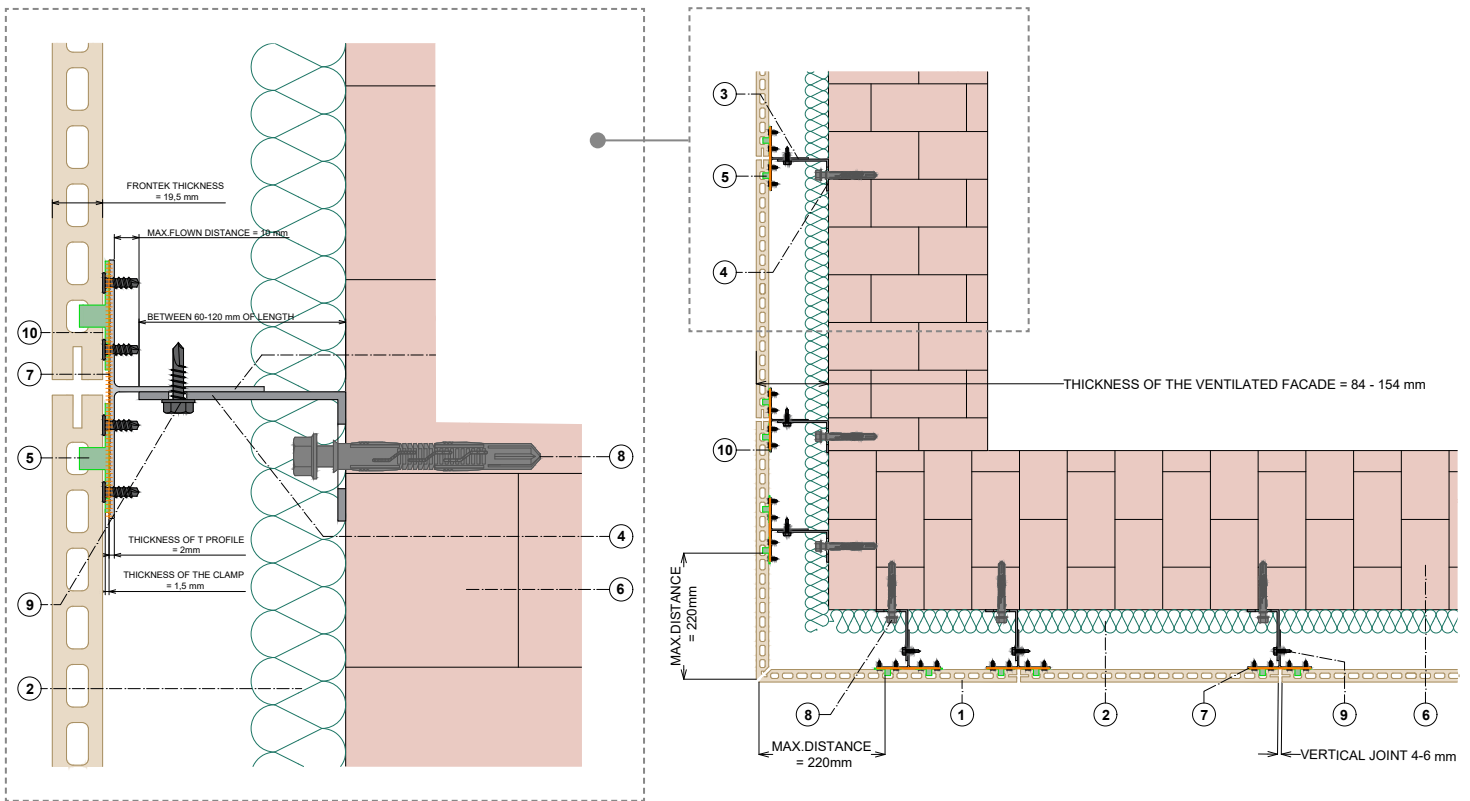 FRONTEK THICKNESS
= 19,5 mm
MAX.FLOWN DISTANCE = 10 mm
10
BETWEEN 60-120 mm OF LENGTH
7
5
8
THICKNESS OF T PROFILE
= 2mm
4
THICKNESS OF THE CLAMP
= 1,5 mm
6
9
2
3
5
4
THICKNESS OF THE VENTILATED FACADE = 84 - 154 mm
10
MAX.DISTANCE
= 220mm
8
1
2
7
9
6
MAX.DISTANCE
= 220mm
VERTICAL JOINT 4-6 mm